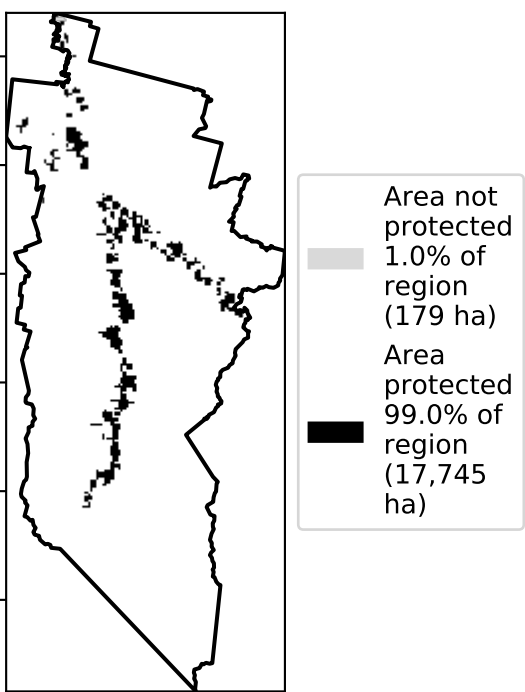 Area not
protected
1.0% of
region
(179 ha)
Area
protected
99.0% of
region
(17,745
ha)